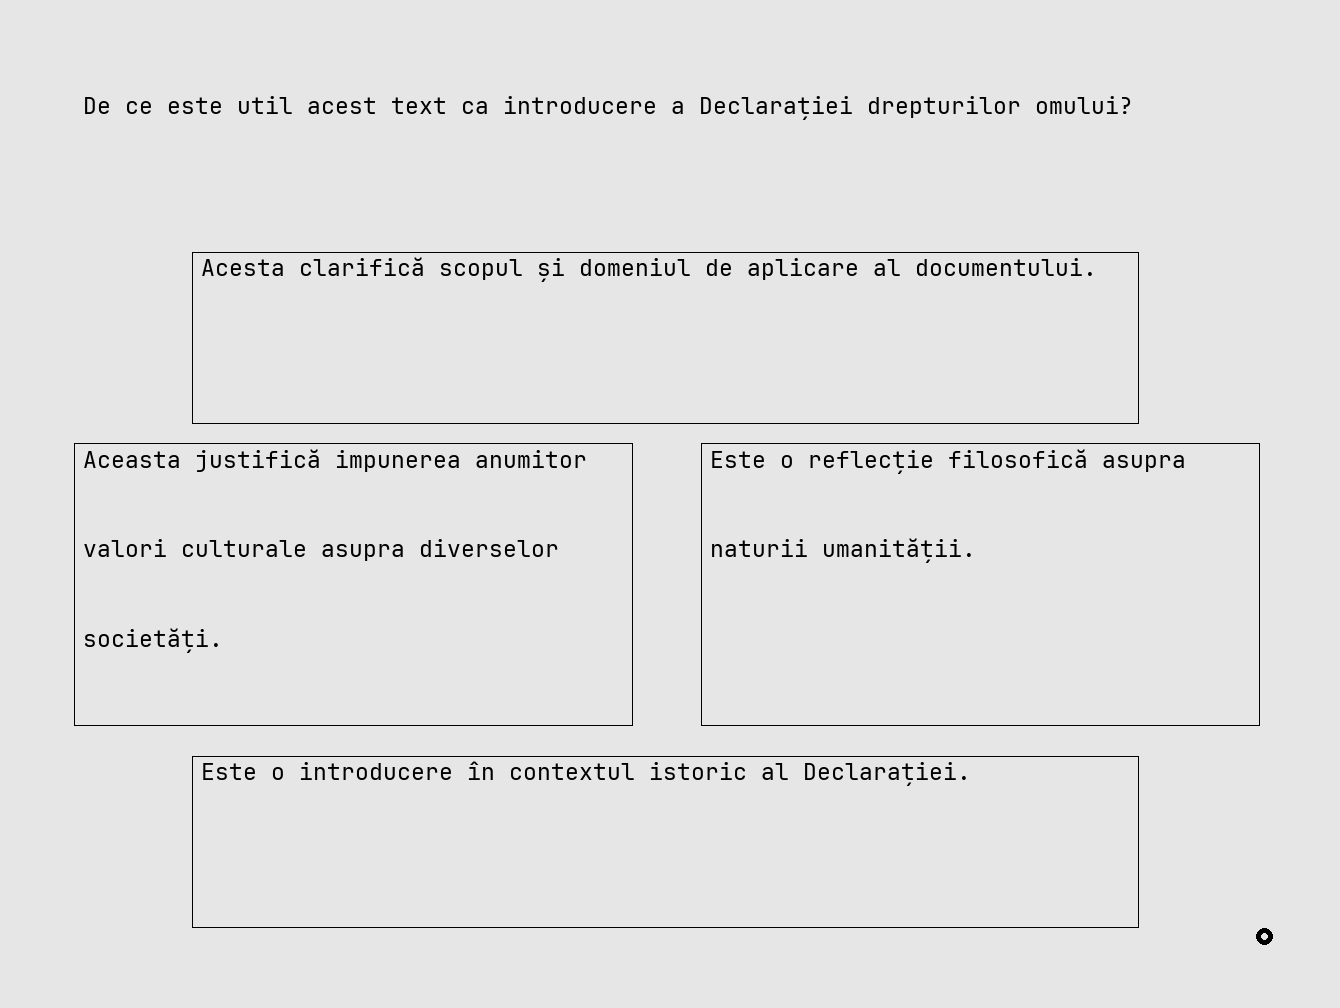 De ce este util acest text ca introducere a Declarației drepturilor omului?
Acesta clarifică scopul și domeniul de aplicare al documentului.
Aceasta justifică impunerea anumitor
valori culturale asupra diverselor
societăți.
Este o reflecție filosofică asupra
naturii umanității.
Este o introducere în contextul istoric al Declarației.